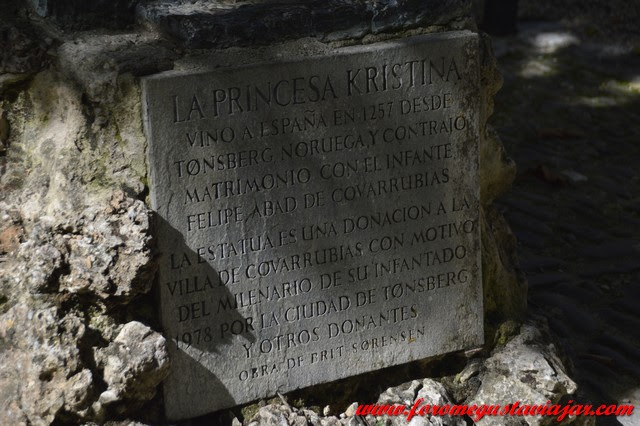 LA PRINCESA KRISTINA
VINO A ESPAÑA EN 1257 DESDE
TØNSBERG NORUEGA, Y CONTRAJO
MATRIMONIO CON EL INFANTE
FELIPE, ABAD DE COVARRUBIAS
LA ESTATUA, ES UNA DONACION A LA
VILLA DE COVARRUBIAS CON MOTIVO
DEL MILENARIO DE SU INFANTADO
1978 POR LA CIUDAD DE TØNSBERG
Y OTROS DONANTES
OBRA DE BRIT SØRENSEN
www.foromegustaviajar.com